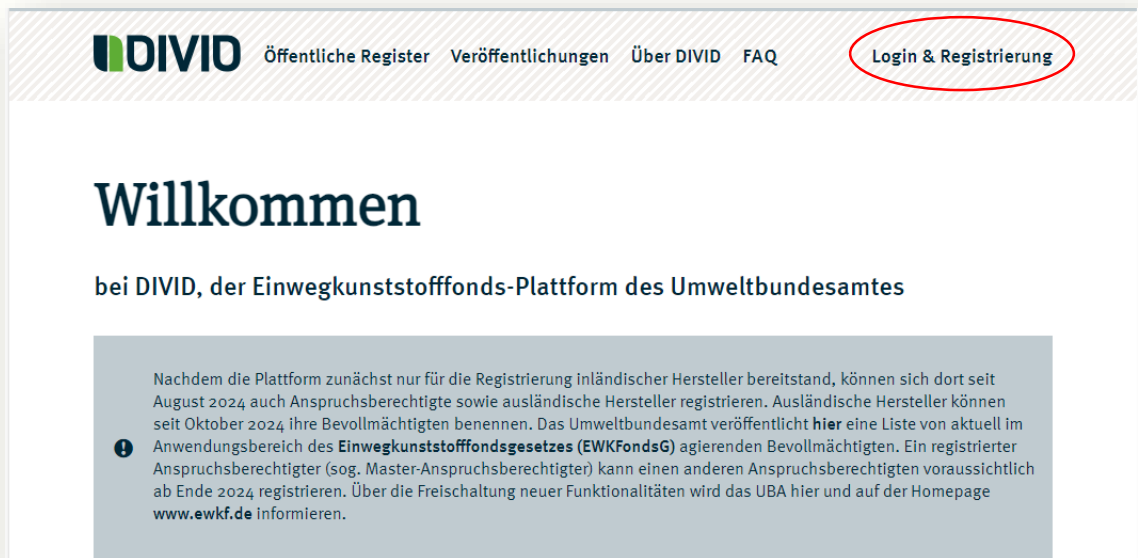 DIVID Öffentliche Register Veröffentlichungen Über DIVID FAQ Login & Registrierung
Willkommen
bei DIVID, der Einwegkunststofffonds-Plattform des Umweltbundesamtes
Nachdem die Plattform zunächst nur für die Registrierung inländischer Hersteller bereitstand, können sich dort seit
August 2024 auch Anspruchsberechtigte sowie ausländische Hersteller registrieren. Ausländische Hersteller können
seit Oktober 2024 ihre Bevollmächtigten benennen. Das Umweltbundesamt veröffentlicht hier eine Liste von aktuell im
Anwendungsbereich des Einwegkunststofffondsgesetzes (EWKFondsG) agierenden Bevollmächtigten. Ein registrierter
Anspruchsberechtigter (sog. Master-Anspruchsberechtigter) kann einen anderen Anspruchsberechtigten voraussichtlich
ab Ende 2024 registrieren. Über die Freischaltung neuer Funktionalitäten wird das UBA hier und auf der Homepage
www.ewkf.de informieren.